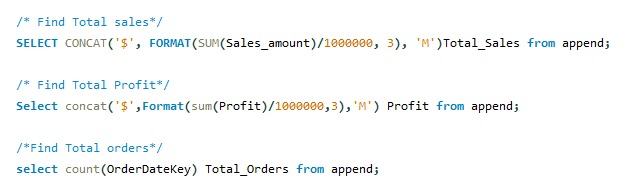 /* Find Total sales*/
SELECT CONCAT('$', FORMAT(SUM(Sales_amount)/1000000, 3), 'M')Total_Sales from append;
/* Find Total Profit*/
Select concat('$',Format(sum(Profit)/1000000,3),'M') Profit from append;
/*Find Total orders*/
select count(OrderDateKey) Total_Orders from append;